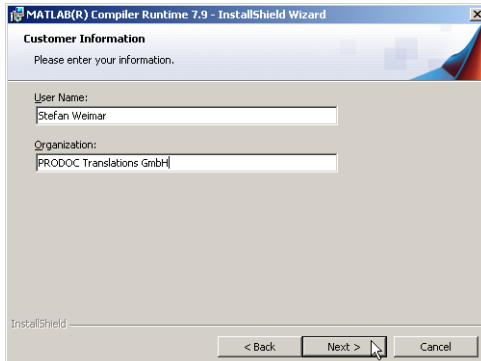 MATLAB(R) Compiler Runtime 7.9 - InstallShield Wizard
Customer Information
Please enter your information.
User Name:
Stefan Weimar
Organization:
PRODOC Translations GmbH
InstallShield
< Back Next > Cancel